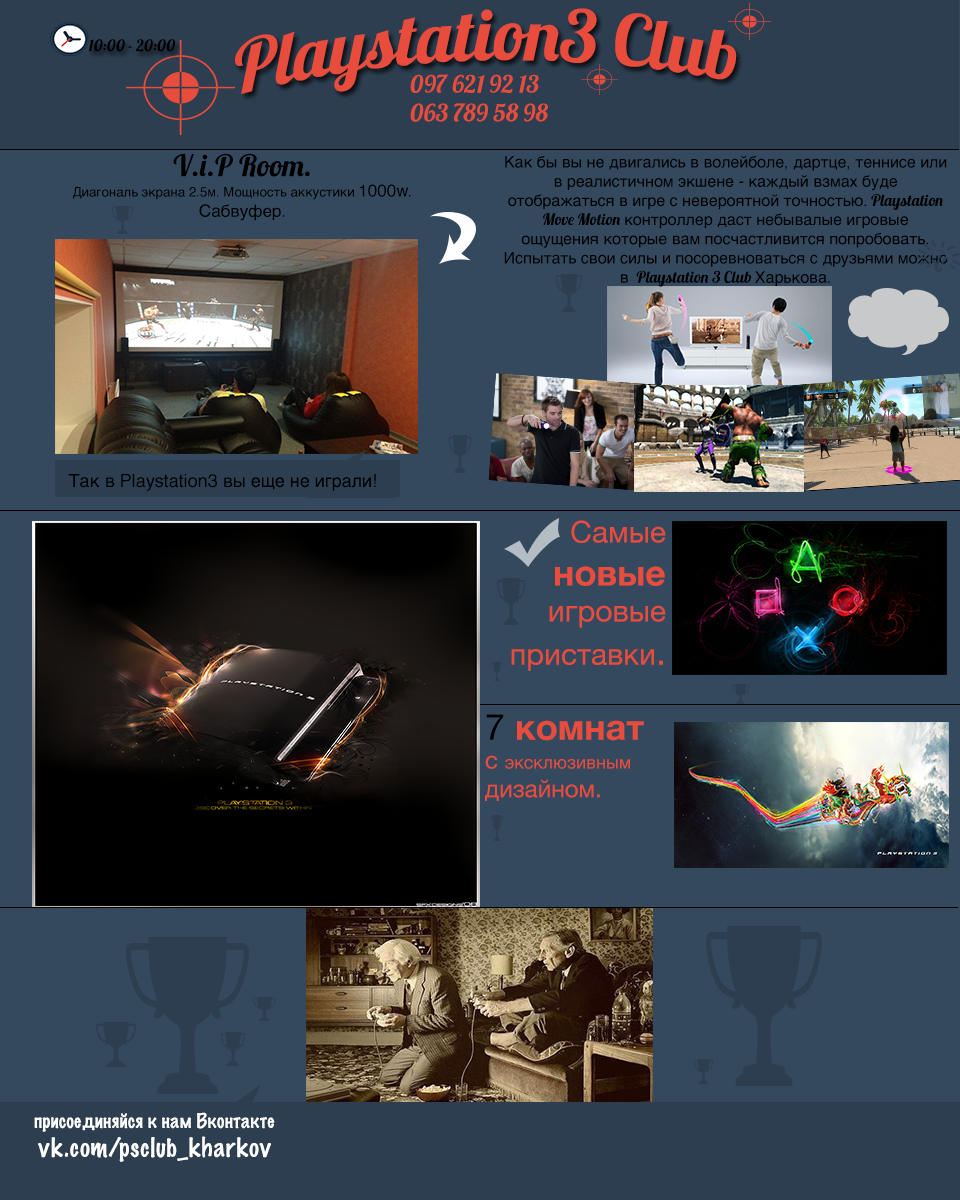 10:00 - 20:00
Playstation3 Club
097 621 92 13
063 789 58 98
V.i.P Room.
Диагональ экрана 2.5м. Мощность аккустики 1000w.
Сабвуфер.
Так в Playstation3 вы еще не играли!
Как бы вы не двигались в волейболе, дартце, теннисе или
в реалистичном экшене - каждый взмах буде
отображаться в игре с невероятной точностью. Playstation
Move Motion контроллер даст небывалые игровые
ощущения которые вам посчастливится попробовать.
Испытать свои силы и посоревноваться с друзьями можно
в Playstation 3 Club Харькова.
PLAYSTATION 3
PLAYSTATION 3
DISCOVER THE SECRETS WITHIN
SFX DESIGNS'08
Самые
новые
игровые
приставки.
7 комнат
с эксклюзивным
дизайном.
PLAYSTATION 3
присоединяйся к нам Вконтакте
vk.com/psclub_kharkov